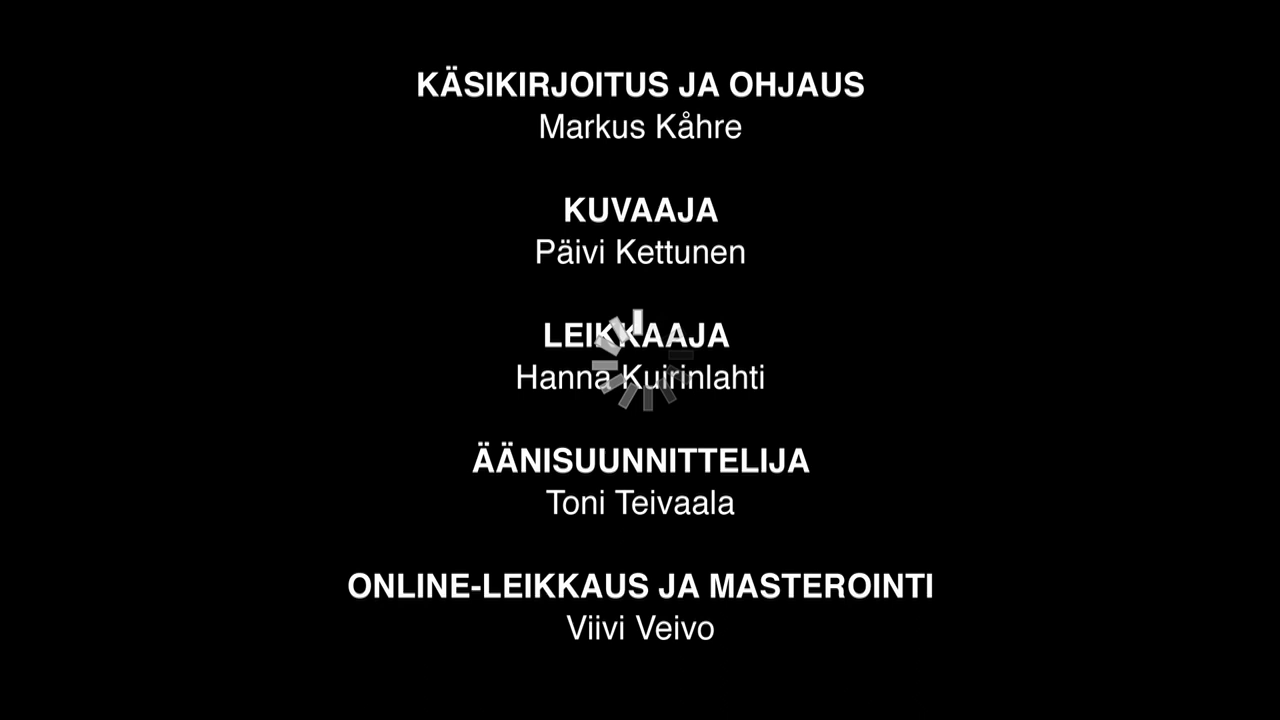 KÄSIKIRJOITUS JA OHJAUS
Markus Kåhre
KUVAAJA
Päivi Kettunen
LEIKKAAJA
Hanna Kuirinlahti
ÄÄNISUUNNITTELIJA
Toni Teivaala
ONLINE-LEIKKAUS JA MASTEROINTI
Viivi Veivo